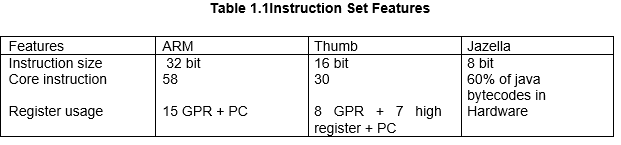 Table 1.1Instruction Set Features
Features ARM Thumb Jazella
Instruction size 32 bit 16 bit 8 bit
Core instruction 58 30 60% of java
bytecodes in
Register usage 15 GPR + PC 8 GPR + 7 high Hardware
register + PC